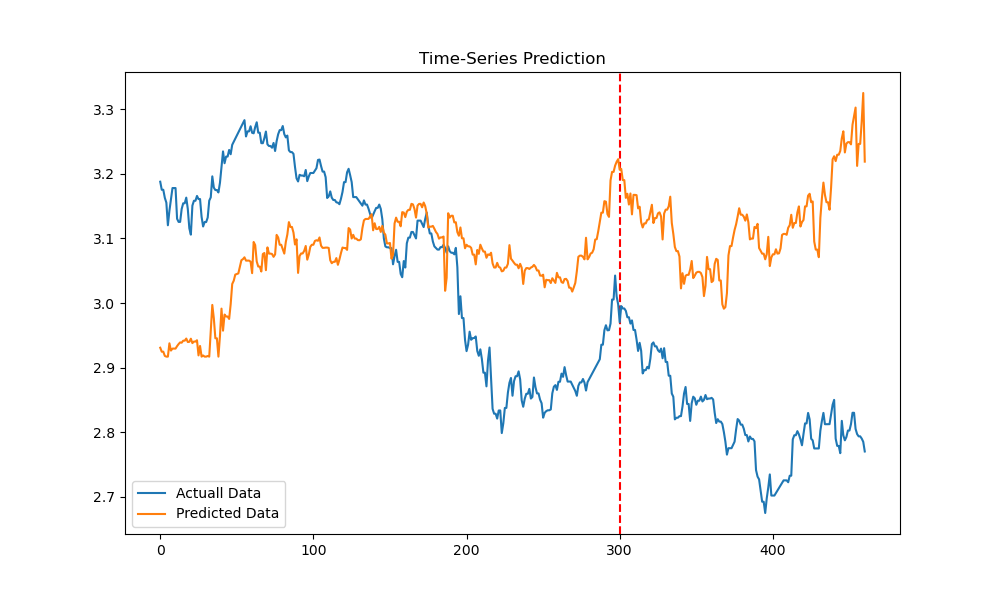 Time-Series Prediction
3.3
3.2
3.1
3.0
2.9
2.8
2.7
Actuall Data
Predicted Data
0 100 200 300 400